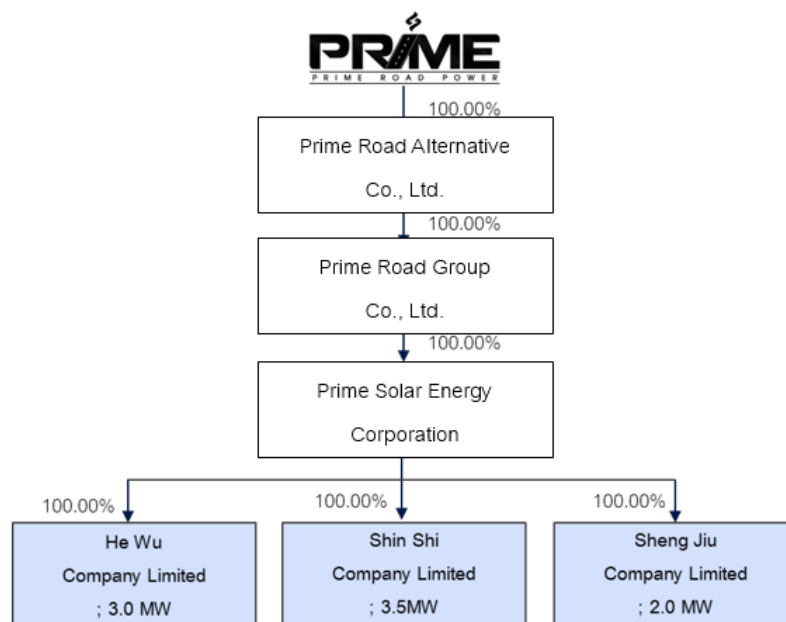 PRIME
PRIME ROAD POWER
100.00%
Prime Road Alternative
Co., Ltd.
100.00%
Prime Road Group
Co., Ltd.
100.00%
Prime Solar Energy
Corporation
100.00% 100.00% 100.00%
He Wu
Company Limited
; 3.0 MW
Shin Shi
Company Limited
; 3.5MW
Sheng Jiu
Company Limited
; 2.0 MW